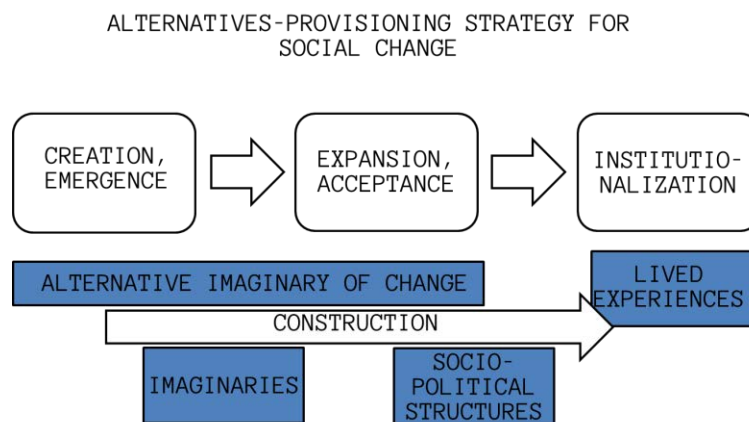 ALTERNATIVES-PROVISIONING STRATEGY FOR
SOCIAL CHANGE
CREATION,
EMERGENCE
EXPANSION,
ACCEPTANCE
INSTITUTIO-
NALIZATION
ALTERNATIVE IMAGINARY OF CHANGE
LIVED
EXPERIENCES
CONSTRUCTION
IMAGINARIES
SOCIO-
POLITICAL
STRUCTURES